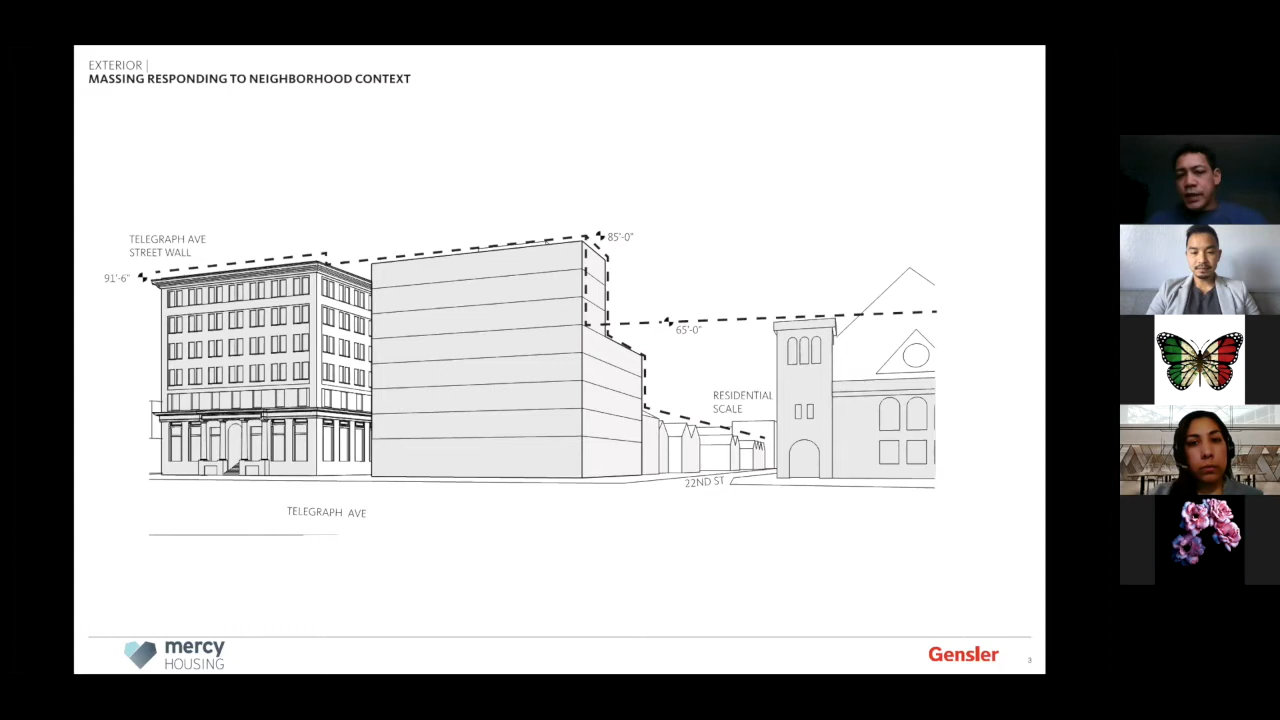 EXTERIOR |
MASSING RESPONDING TO NEIGHBORHOOD CONTEXT
TELEGRAPH AVE
STREET WALL
91'-6"
85'-0"
65'-0"
RESIDENTIAL
SCALE
22ND ST
TELEGRAPH AVE
mercy
HOUSING
Gensler
3